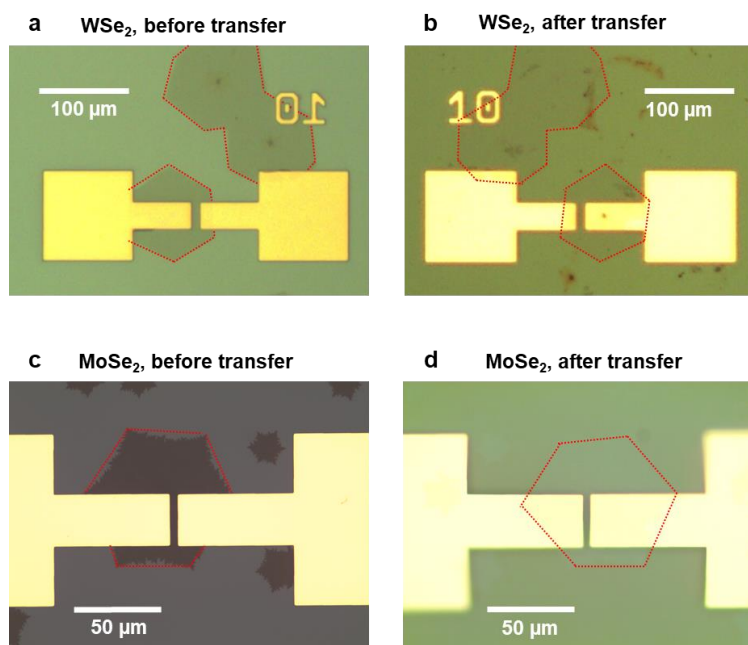 a WSe₂, before transfer
b WSe₂, after transfer
100 µm
10
10
100 µm
c MoSe₂, before transfer
d MoSe₂, after transfer
50 µm
50 µm